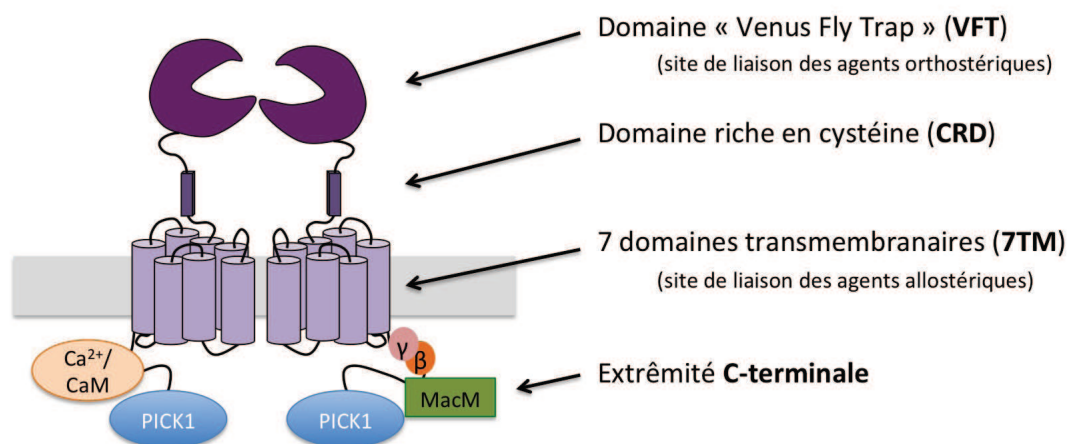 Domaine « Venus Fly Trap » (VFT)
(site de liaison des agents orthostériques)
Domaine riche en cystéine (CRD)
7 domaines transmembranaires (7TM)
(site de liaison des agents allostériques)
Extrêmité C-terminale
Ca²⁺/
CaM
PICK1
γ
β
MacM
PICK1